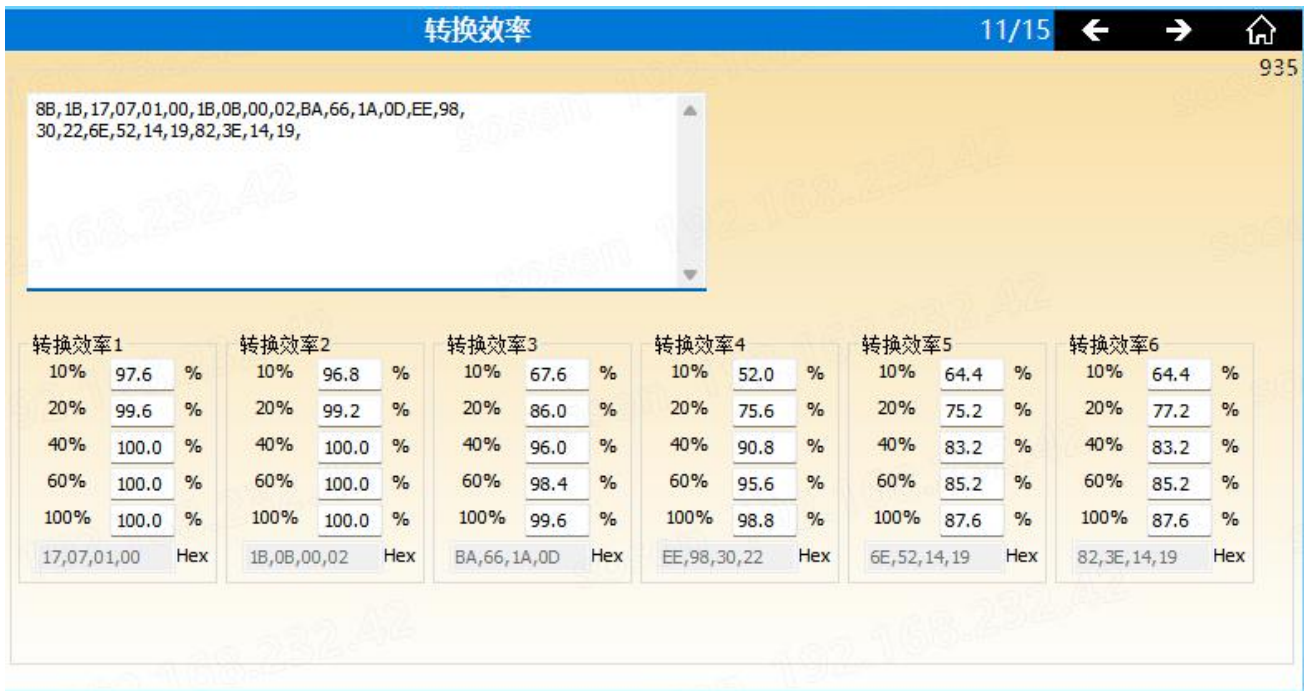 转换效率
11/15
935
8B,1B,17,07,01,00,1B,0B,00,02,BA,66,1A,0D,EE,98,
30,22,6E,52,14,19,82,3E,14,19,
转换效率1 转换效率2 转换效率3 转换效率4 转换效率5 转换效率6
10% 97.6 % 10% 96.8 % 10% 67.6 % 10% 52.0 % 10% 64.4 % 10% 64.4 %
20% 99.6 % 20% 99.2 % 20% 86.0 % 20% 75.6 % 20% 75.2 % 20% 77.2 %
40% 100.0 % 40% 100.0 % 40% 96.0 % 40% 90.8 % 40% 83.2 % 40% 83.2 %
60% 100.0 % 60% 100.0 % 60% 98.4 % 60% 95.6 % 60% 85.2 % 60% 85.2 %
100% 100.0 % 100% 100.0 % 100% 99.6 % 100% 98.8 % 100% 87.6 % 100% 87.6 %
17,07,01,00 Hex 1B,0B,00,02 Hex BA,66,1A,0D Hex EE,98,30,22 Hex 6E,52,14,19 Hex 82,3E,14,19 Hex
sosen 192.168.232.42